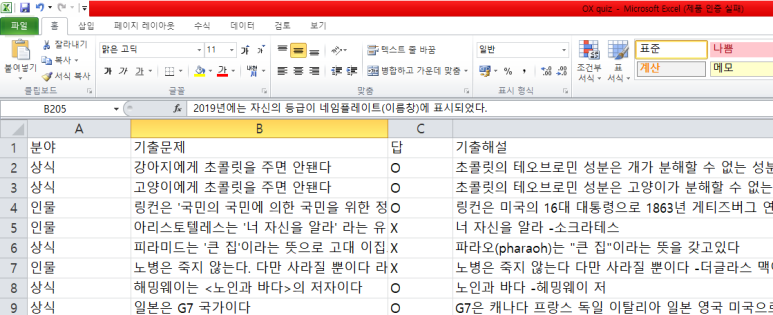 OX quiz - Microsoft Excel (제품 인증 실패)
파일 홈 삽입 페이지 레이아웃 수식 데이터 검토 보기
붙여넣기
잘라내기
복사
서식 복사
클립보드
맑은 고딕 11 가 가
가 가 가 가
글꼴
텍스트 줄 바꿈
병합하고 가운데 맞춤
맞춤
일반
% ,
표시 형식
조건부 서식
표 서식
표준 나쁨
계산 메모
B205 fx 2019년에는 자신의 등급이 네임플레이트(이름창)에 표시되었다.
A B C
1 분야 기출문제 답 기출해설
2 상식 강아지에게 초콜릿을 주면 안됀다 O 초콜릿의 테오브로민 성분은 개가 분해할 수 없는 성분
3 상식 고양이에게 초콜릿을 주면 안됀다 O 초콜릿의 테오브로민 성분은 고양이가 분해할 수 없는
4 인물 링컨은 '국민의 국민에 의한 국민을 위한 정 O 링컨은 미국의 16대 대통령으로 1863년 게티즈버그 연
5 인물 아리스토텔레스는 '너 자신을 알라' 라는 유 X 너 자신을 알라 -소크라테스
6 상식 피라미드는 '큰 집'이라는 뜻으로 고대 이집 X 파라오(pharaoh)는 "큰 집"이라는 뜻을 갖고있다
7 인물 노병은 죽지 않는다. 다만 사라질 뿐이다 라 X 노병은 죽지 않는다 다만 사라질 뿐이다 -더글라스 맥
8 상식 해밍웨이는 <노인과 바다>의 저자이다 O 노인과 바다 -헤밍웨이 저
9 상식 일본은 G7 국가이다 O G7은 캐나다 프랑스 독일 이탈리아 일본 영국 미국으로